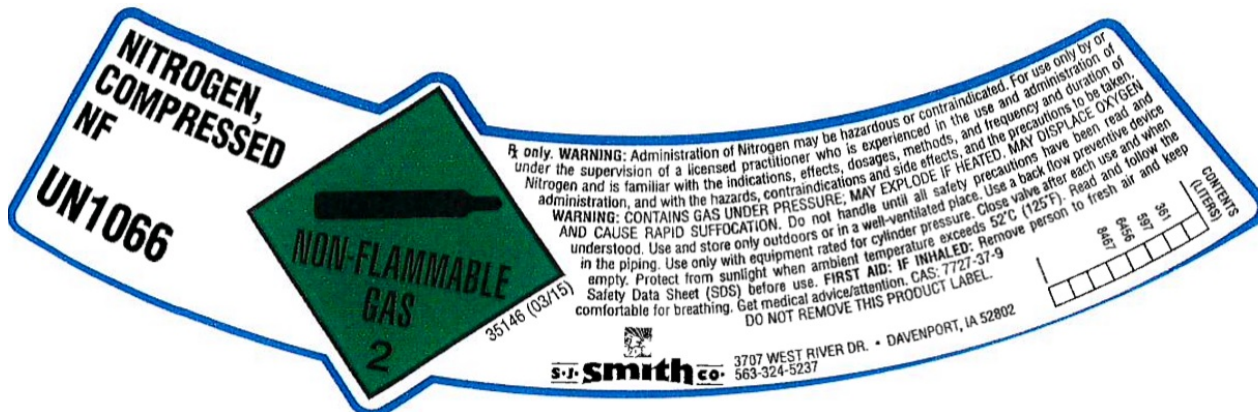 NITROGEN,
COMPRESSED
NF
UN1066
NON-FLAMMABLE
GAS
2
35146 (03/15)
℞ only. WARNING: Administration of Nitrogen may be hazardous or contraindicated. For use only by or
under the supervision of a licensed practitioner who is experienced in the use and administration of
Nitrogen and is familiar with the indications, effects, dosages, methods, and frequency and duration of
administration, and with the hazards, contraindications and side effects, and the precautions to be taken.
WARNING: CONTAINS GAS UNDER PRESSURE; MAY EXPLODE IF HEATED. MAY DISPLACE OXYGEN
AND CAUSE RAPID SUFFOCATION. Do not handle until all safety precautions have been read and
understood. Use and store only outdoors or in a well-ventilated place. Use a back flow preventive device
in the piping. Use only with equipment rated for cylinder pressure. Close valve after each use and when
empty. Protect from sunlight when ambient temperature exceeds 52°C (125°F). Read and follow the
Safety Data Sheet (SDS) before use. FIRST AID: IF INHALED: Remove person to fresh air and keep
comfortable for breathing. Get medical advice/attention. CAS: 7727-37-9
DO NOT REMOVE THIS PRODUCT LABEL.
S·J· smith co·
3707 WEST RIVER DR. • DAVENPORT, IA 52802
563-324-5237
CONTENTS
(LITERS)
361
597
6456
8467